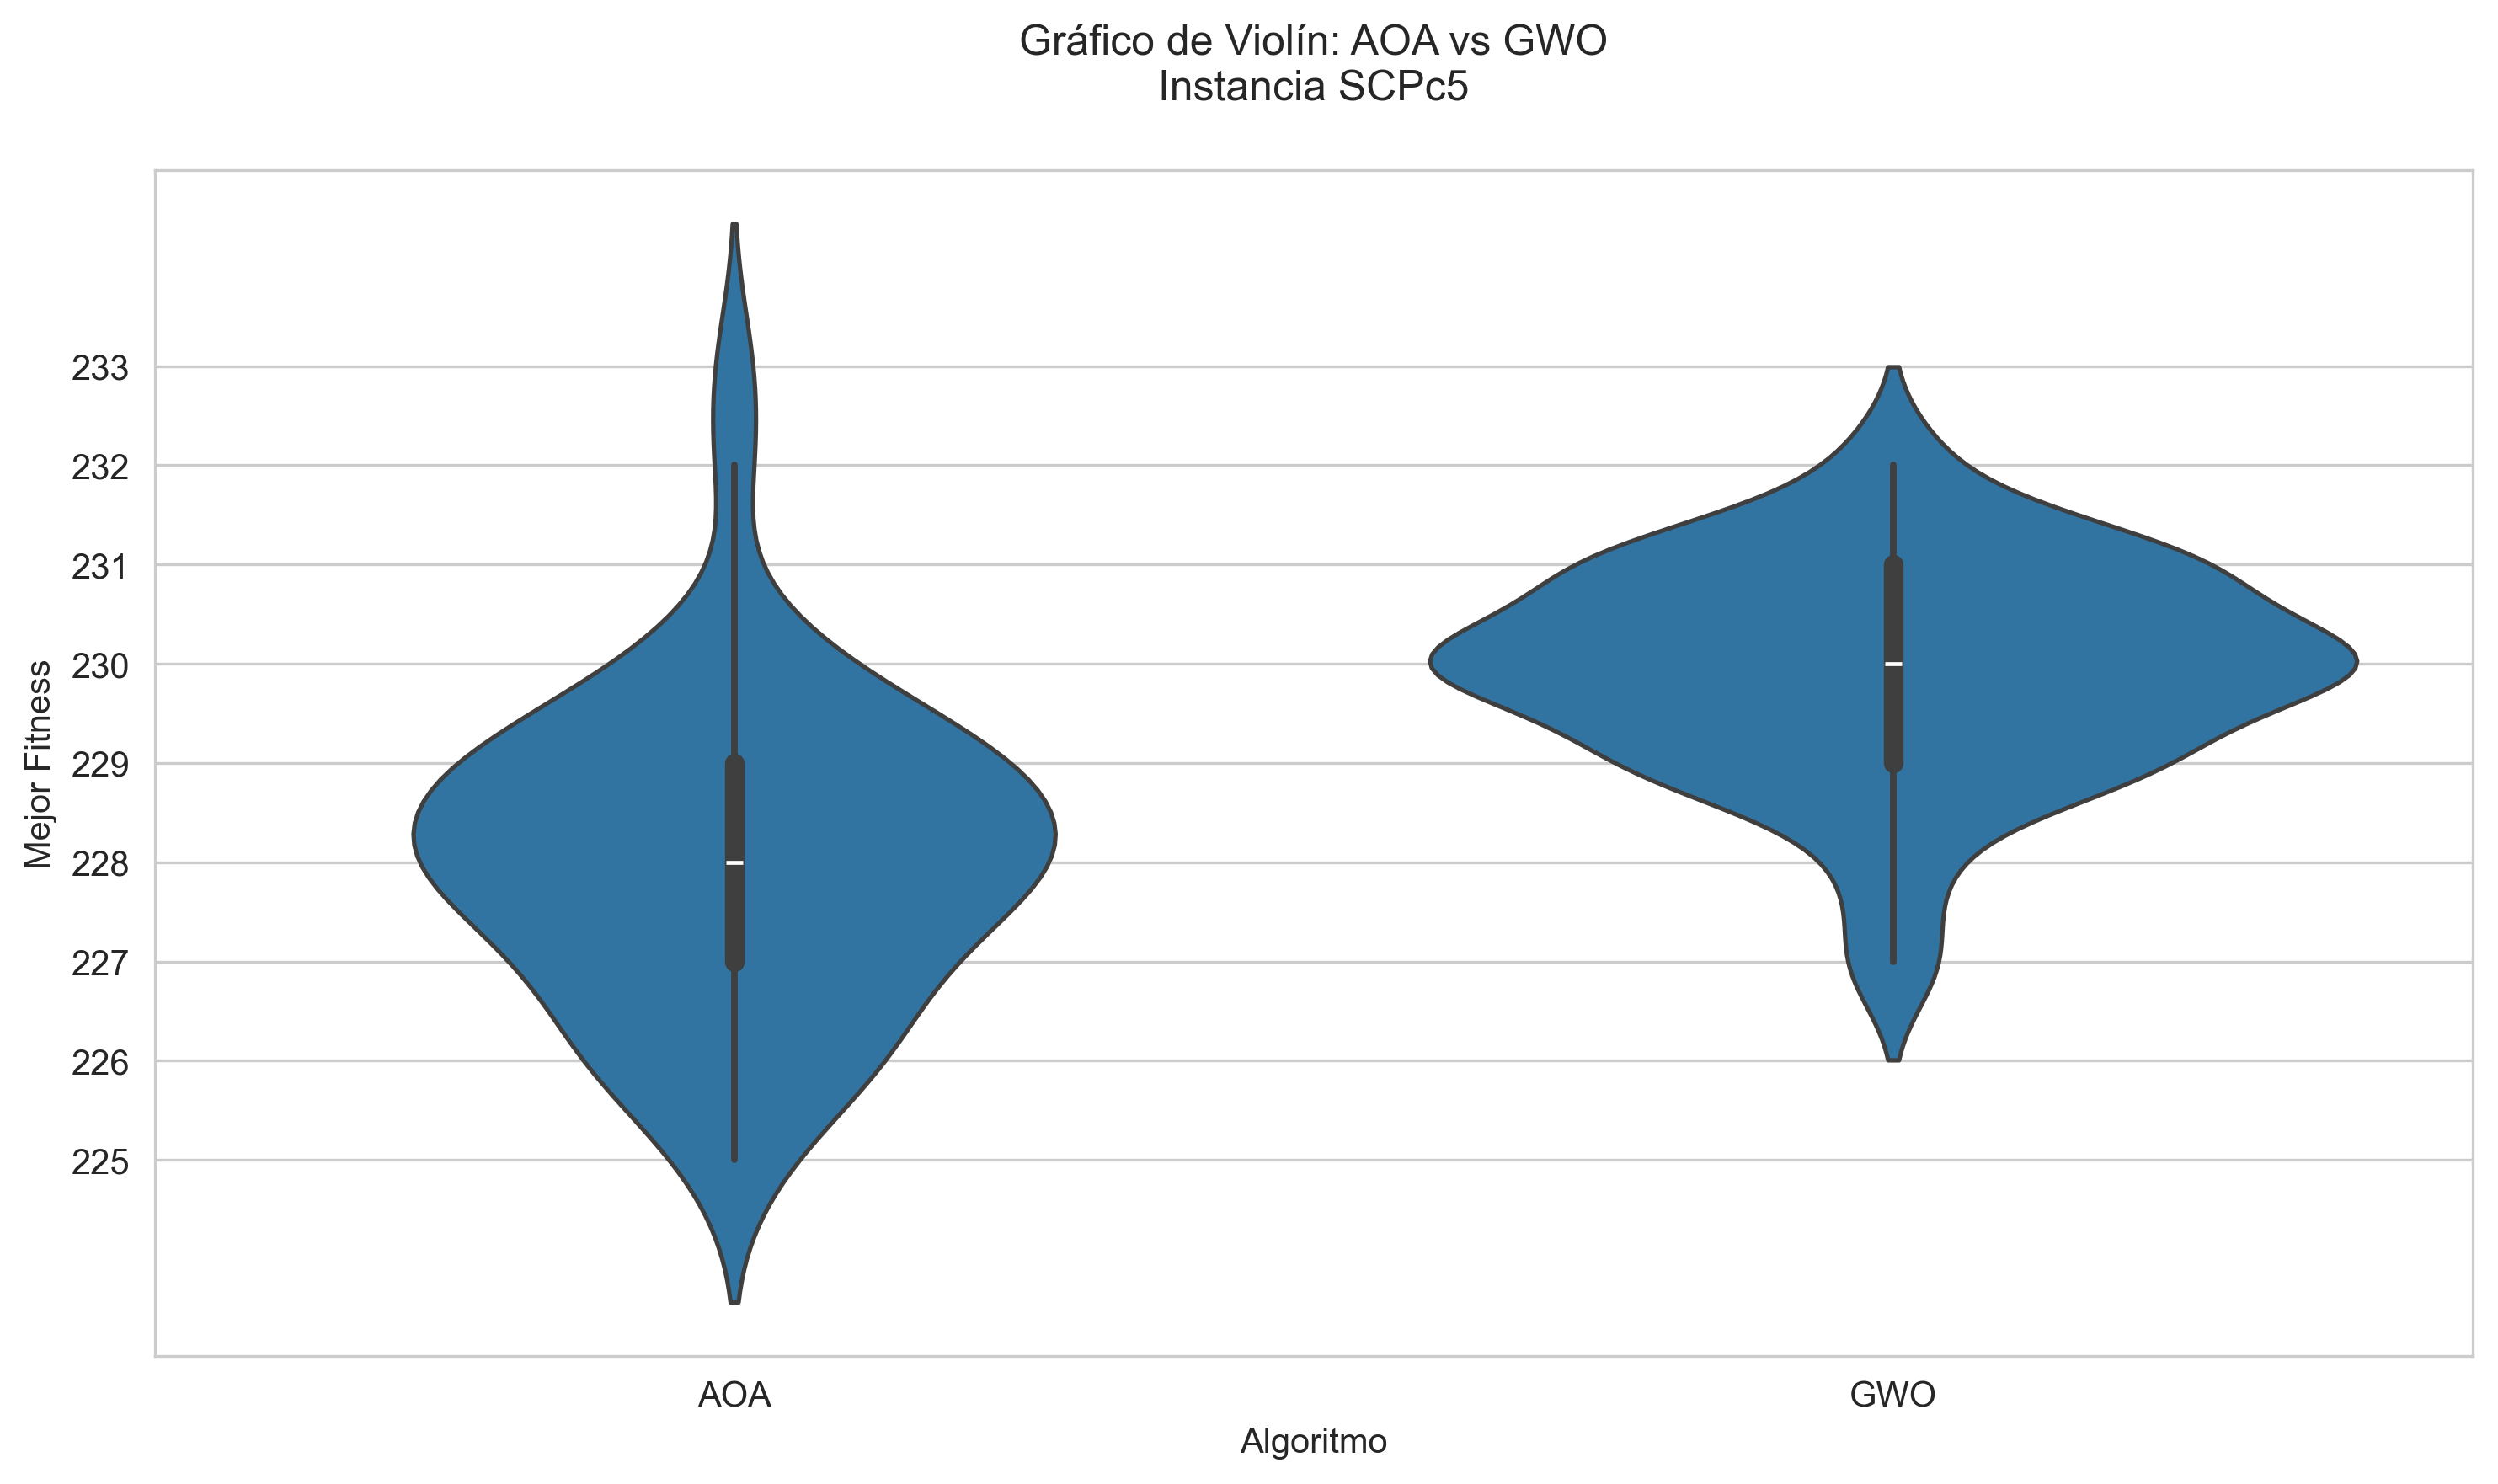 Gráfico de Violín: AOA vs GWO
Instancia SCPc5
Mejor Fitness
233
232
231
230
229
228
227
226
225
AOA
GWO
Algoritmo